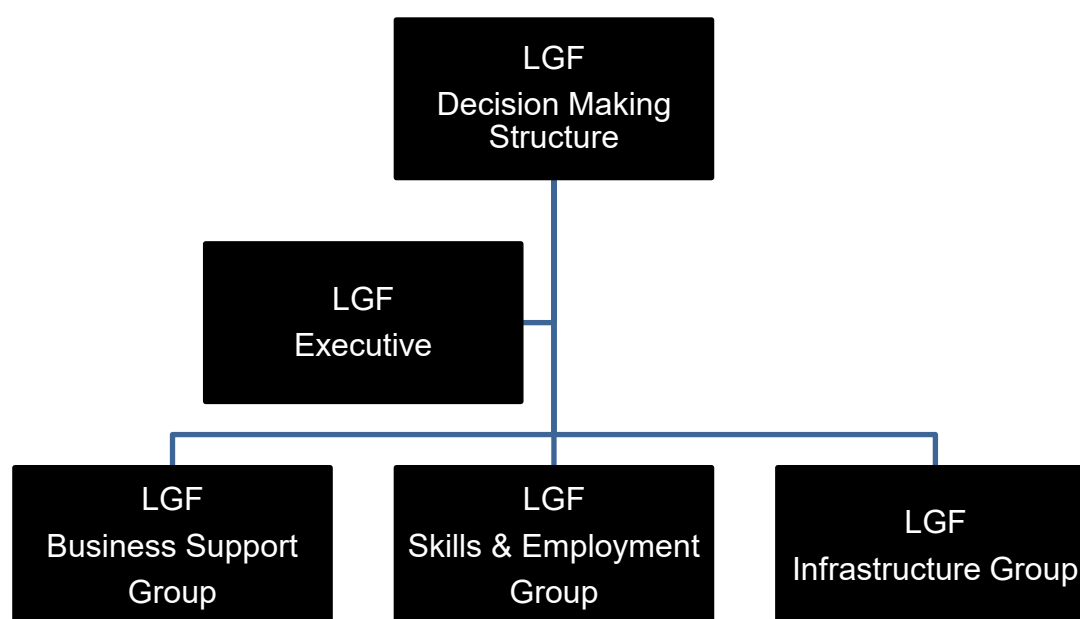 LGF
Decision Making
Structure
LGF
Executive
LGF
Business Support
Group
LGF
Skills & Employment
Group
LGF
Infrastructure Group